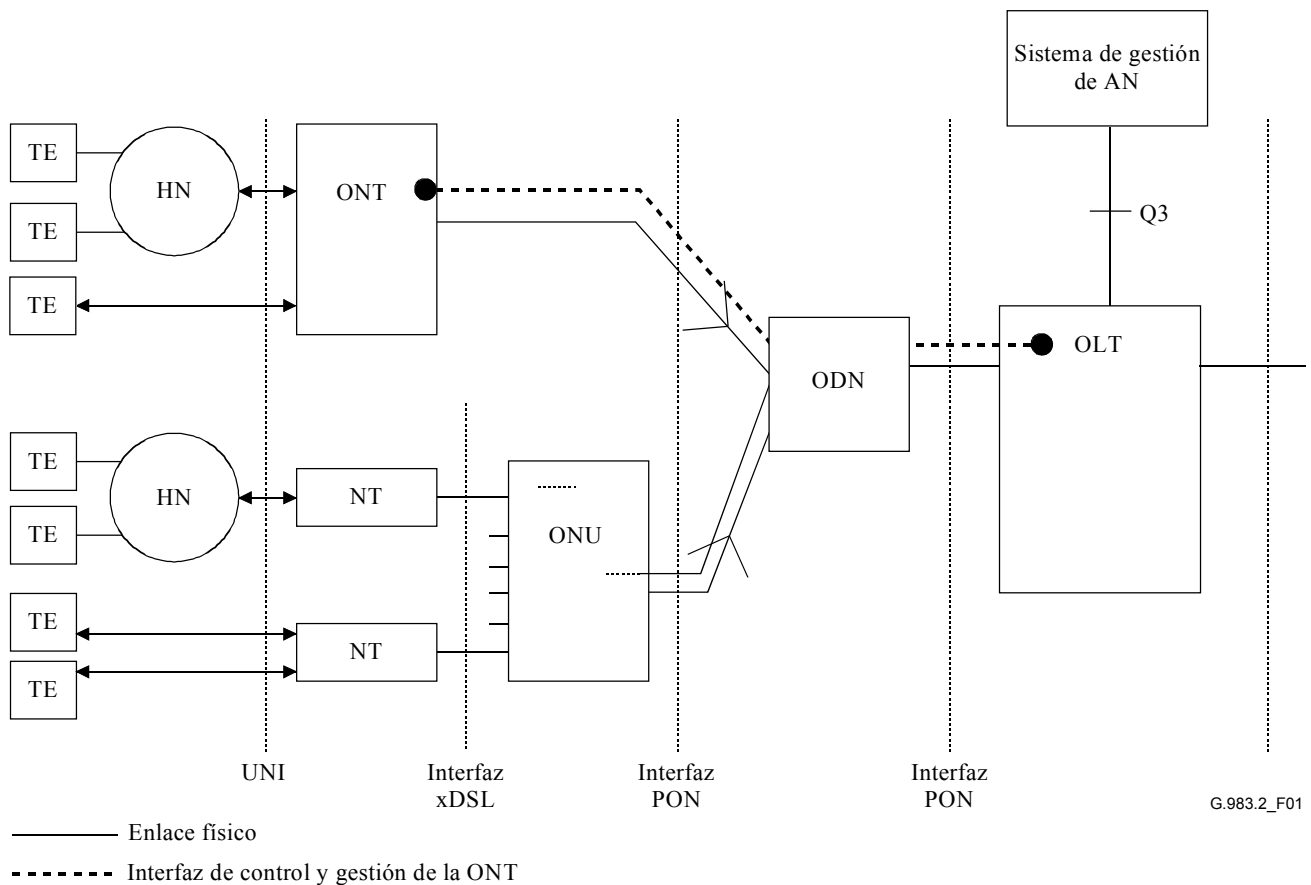 Sistema de gestión
de AN
TE
HN
ONT
TE
Q3
TE
OLT
ODN
TE
HN
NT
ONU
TE
TE
NT
TE
UNI
Interfaz
xDSL
Interfaz
PON
Interfaz
PON
G.983.2_F01
Enlace físico
Interfaz de control y gestión de la ONT